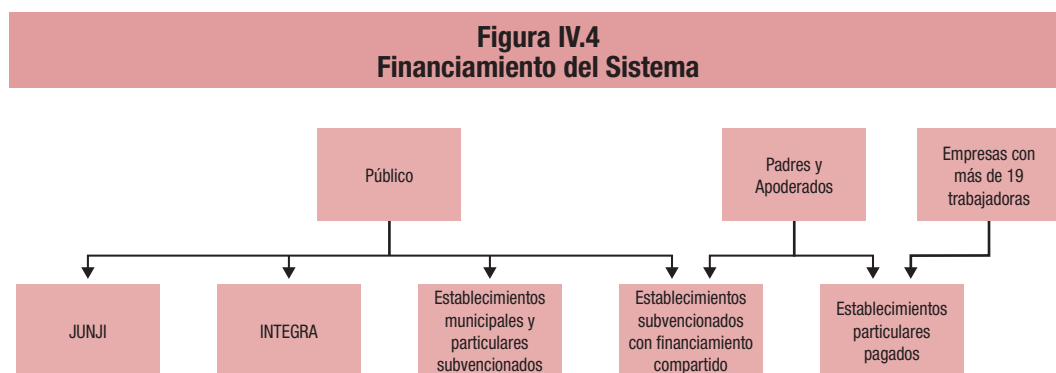 Figura IV.4
Financiamiento del Sistema
Público
Padres y
Apoderados
Empresas con
más de 19
trabajadoras
JUNJI
INTEGRA
Establecimientos
municipales y
particulares
subvencionados
Establecimientos
subvencionados
con financiamiento
compartido
Establecimientos
particulares
pagados